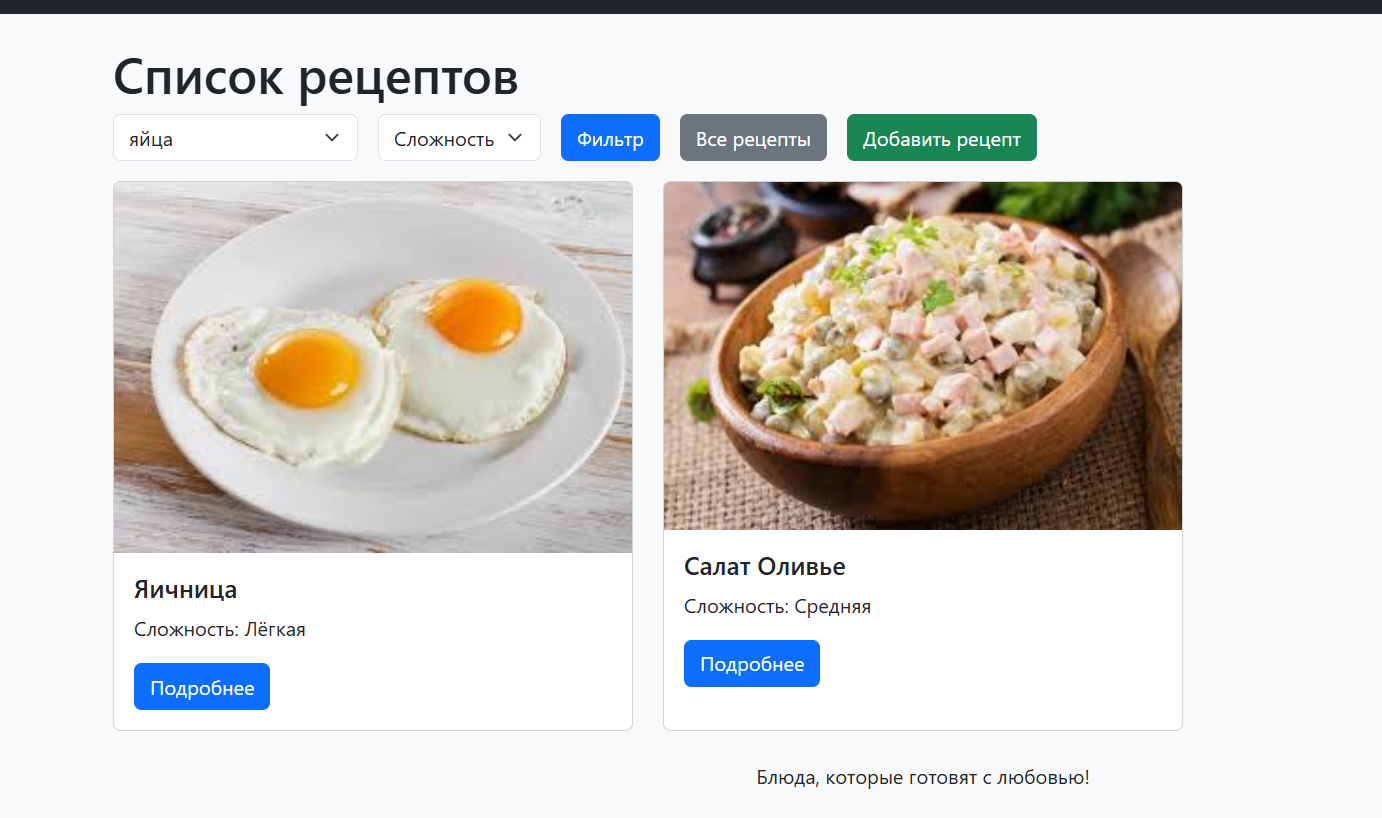 Список рецептов
яйца Сложность Фильтр Все рецепты Добавить рецепт
Яичница
Сложность: Лёгкая
Подробнее
Салат Оливье
Сложность: Средняя
Подробнее
Блюда, которые готовят с любовью!